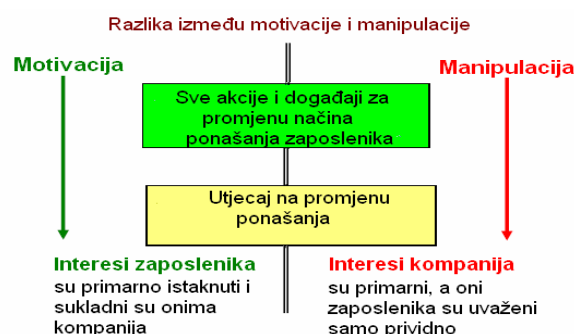 Razlika između motivacije i manipulacije
Motivacija
Manipulacija
Sve akcije i događaji za
promjenu načina
ponašanja zaposlenika
Utjecaj na promjenu
ponašanja
Interesi zaposlenika
su primarno istaknuti i
sukladni su onima
kompanija
Interesi kompanija
su primarni, a oni
zaposlenika su uvaženi
samo prividno